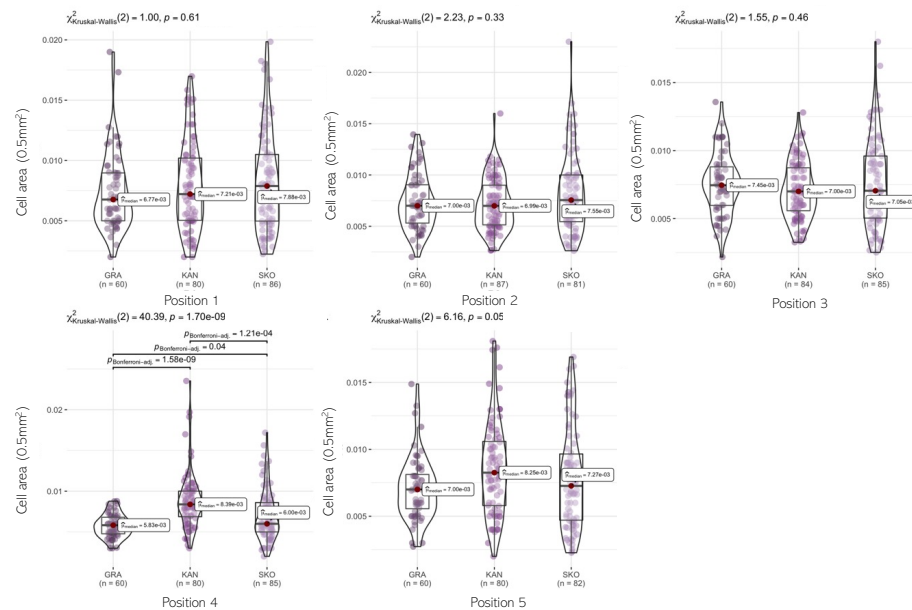 χ²Kruskal-Wallis(2) = 1.00, p = 0.61
Cell area (0.5mm²)
0.020
0.015
0.010
0.005
μ̂median = 6.77e-03
μ̂median = 7.21e-03
μ̂median = 7.88e-03
GRA
(n = 60)
KAN
(n = 80)
SKO
(n = 86)
Position 1
χ²Kruskal-Wallis(2) = 2.23, p = 0.33
Cell area (0.5mm²)
0.020
0.015
0.010
0.005
μ̂median = 7.00e-03
μ̂median = 6.99e-03
μ̂median = 7.55e-03
GRA
(n = 60)
KAN
(n = 87)
SKO
(n = 81)
Position 2
χ²Kruskal-Wallis(2) = 1.55, p = 0.46
Cell area (0.5mm²)
0.015
0.010
0.005
μ̂median = 7.45e-03
μ̂median = 7.00e-03
μ̂median = 7.05e-03
GRA
(n = 60)
KAN
(n = 84)
SKO
(n = 85)
Position 3
χ²Kruskal-Wallis(2) = 40.39, p = 1.70e-09
pBonferroni-adj. = 1.21e-04
pBonferroni-adj. = 0.04
pBonferroni-adj. = 1.58e-09
Cell area (0.5mm²)
0.02
0.01
μ̂median = 5.83e-03
μ̂median = 8.39e-03
μ̂median = 6.00e-03
GRA
(n = 60)
KAN
(n = 80)
SKO
(n = 85)
Position 4
χ²Kruskal-Wallis(2) = 6.16, p = 0.05
Cell area (0.5mm²)
0.015
0.010
0.005
μ̂median = 7.00e-03
μ̂median = 8.25e-03
μ̂median = 7.27e-03
GRA
(n = 60)
KAN
(n = 80)
SKO
(n = 82)
Position 5